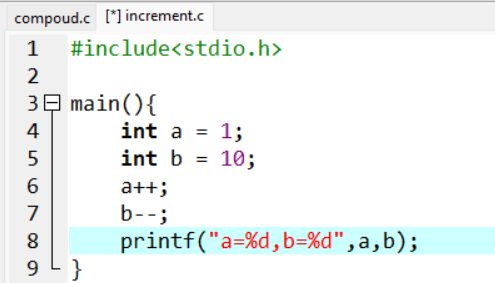 compoud.c [*] increment.c
1 #include<stdio.h>
2
3 main(){
4 int a = 1;
5 int b = 10;
6 a++;
7 b--;
8 printf("a=%d,b=%d",a,b);
9 }